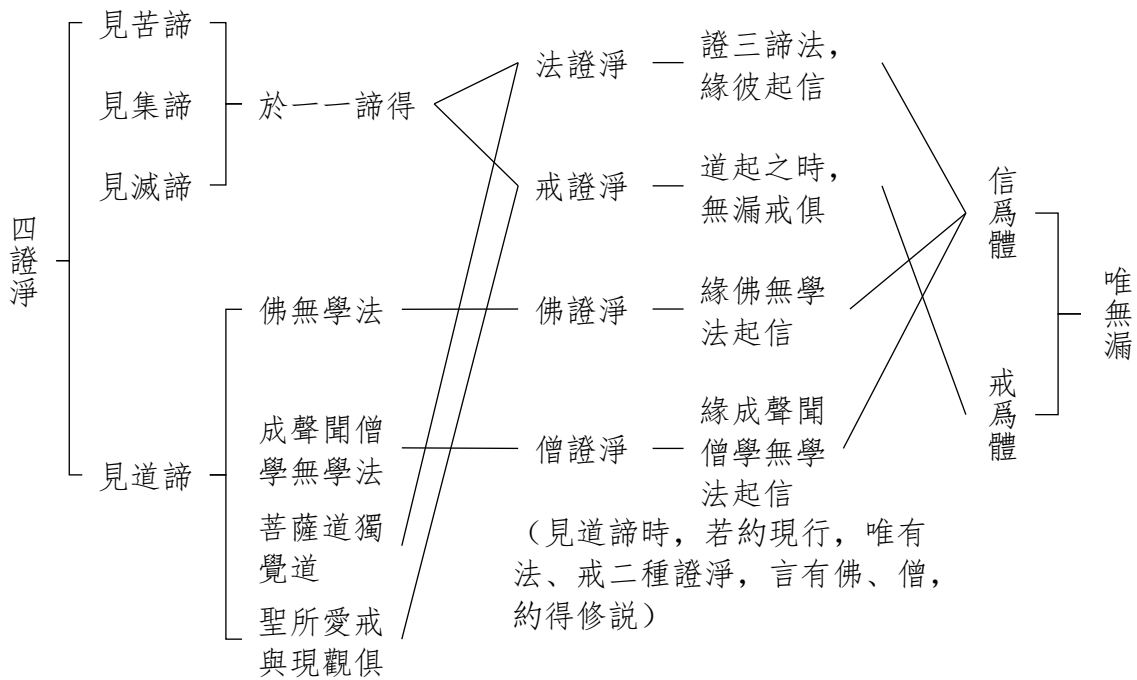 四證淨
見苦諦
見集諦
見滅諦
見道諦
於一一諦得
佛無學法
成聲聞僧
學無學法
菩薩道獨
覺道
聖所愛戒
與現觀俱
法證淨
戒證淨
佛證淨
僧證淨
證三諦法，
緣彼起信
道起之時，
無漏戒俱
緣佛無學
法起信
緣成聲聞
僧學無學
法起信
（見道諦時，若約現行，唯有
法、戒二種證淨，言有佛、僧，
約得修説）
信爲體
戒爲體
唯無漏